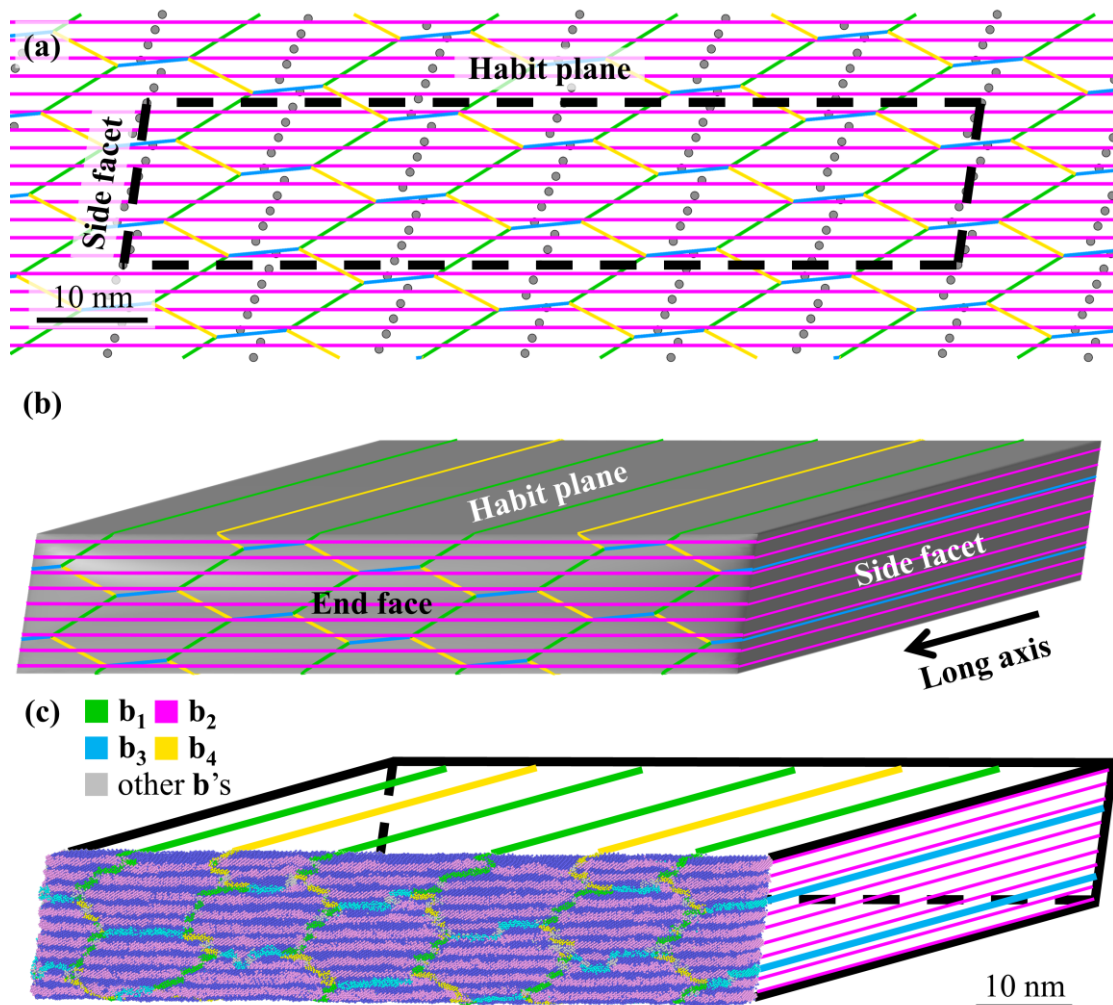 (a)
Habit plane
Side facet
10 nm
(b)
Habit plane
End face
Side facet
Long axis
(c)
b₁ b₂
b₃ b₄
other b's
10 nm